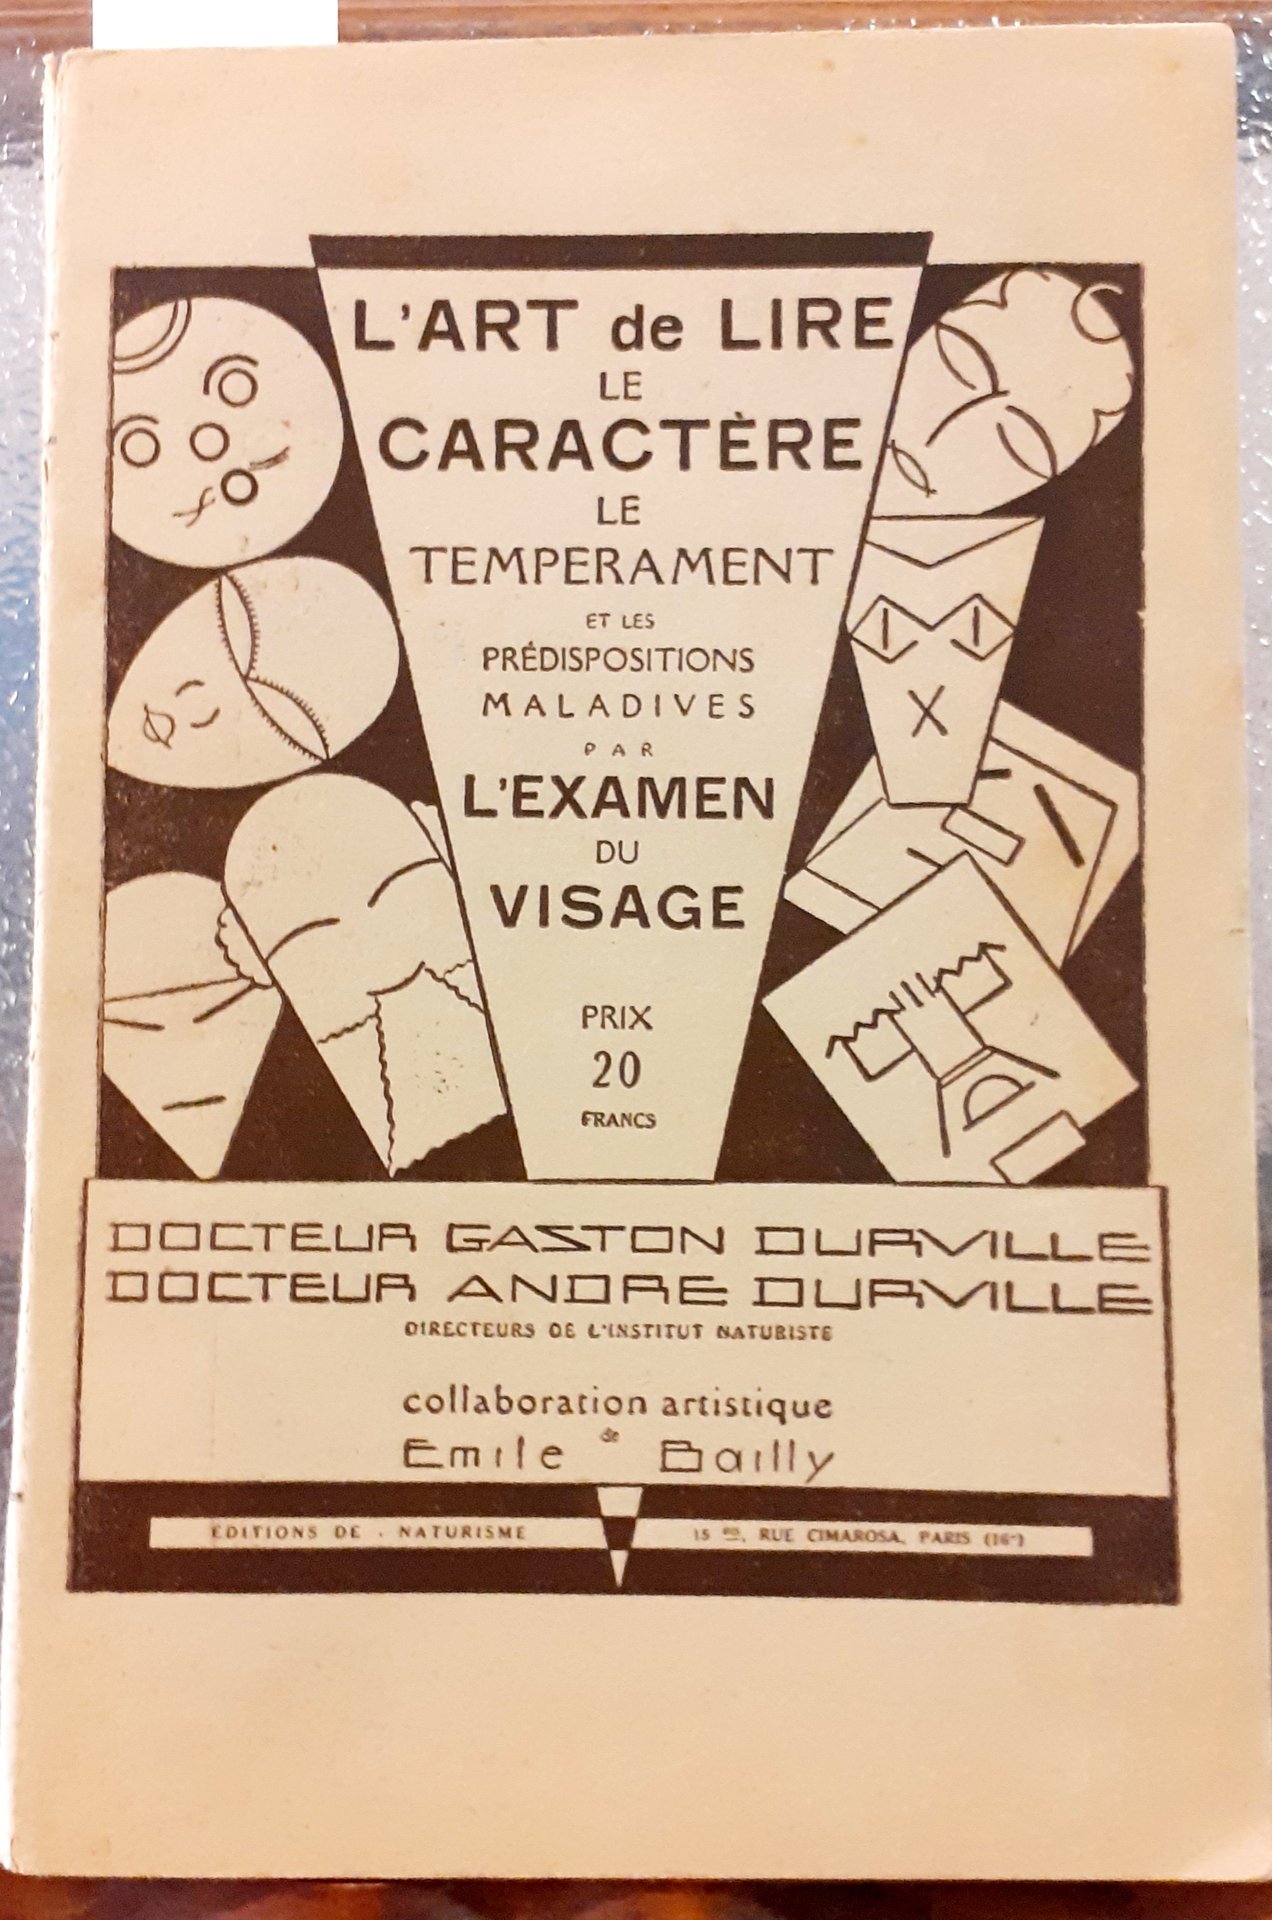 L'ART de LIRE
LE
CARACTÈRE
LE
TEMPERAMENT
ET LES
PRÉDISPOSITIONS
MALADIVES
PAR
L'EXAMEN
DU
VISAGE
PRIX
20
FRANCS
DOCTEUR GASTON DURVILLE
DOCTEUR ANDRE DURVILLE
DIRECTEURS DE L'INSTITUT NATURISTE
collaboration artistique
de
Emile Bailly
EDITIONS DE . NATURISME
15, RUE CIMAROSA, PARIS (16e)